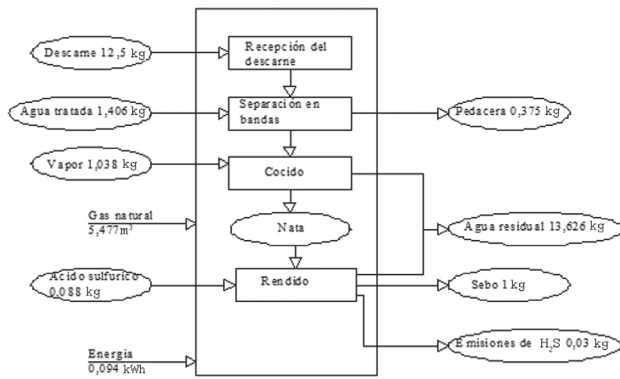 Descarne 12,5 kg
Recepción del
descarne
Agua tratada 1,406 kg
Separación en
bandas
Pedacera 0,375 kg
Vapor 1,038 kg
Cocido
Gas natural
5,477m³
Nata
Agua residual 13,626 kg
Acido sulfurico
0,088 kg
Rendido
Sebo 1 kg
Emisiones de H₂S 0,03 kg
Energía
0,094 kWh